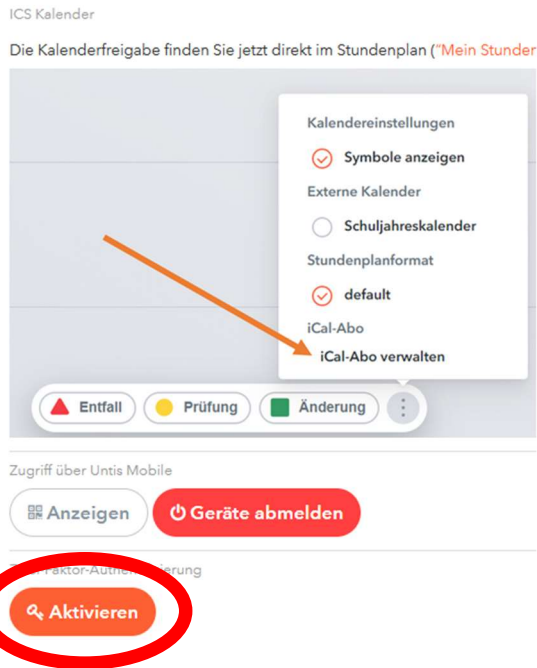 ICS Kalender
Die Kalenderfreigabe finden Sie jetzt direkt im Stundenplan ("Mein Stunder
Kalendereinstellungen
Symbole anzeigen
Externe Kalender
Schuljahreskalender
Stundenplanformat
default
iCal-Abo
iCal-Abo verwalten
Entfall Prüfung Änderung
Zugriff über Untis Mobile
Anzeigen Geräte abmelden
Aktivieren